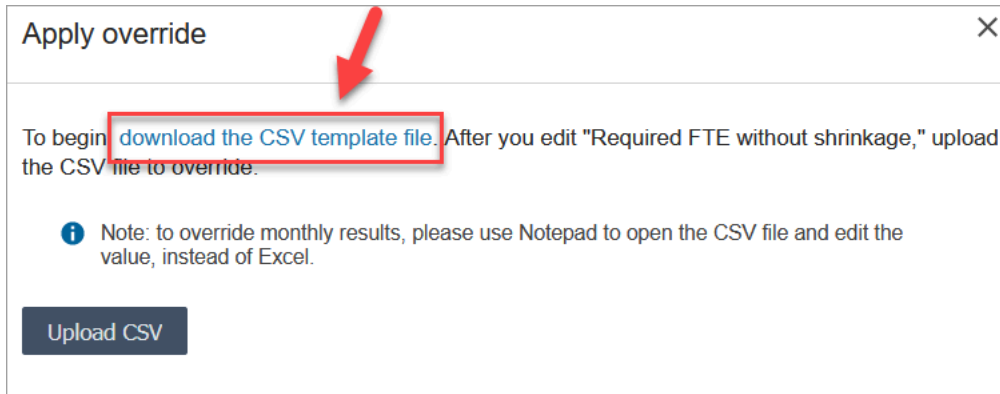 Apply override
To begin, download the CSV template file. After you edit "Required FTE without shrinkage," upload
the CSV file to override.
Note: to override monthly results, please use Notepad to open the CSV file and edit the
value, instead of Excel.
Upload CSV